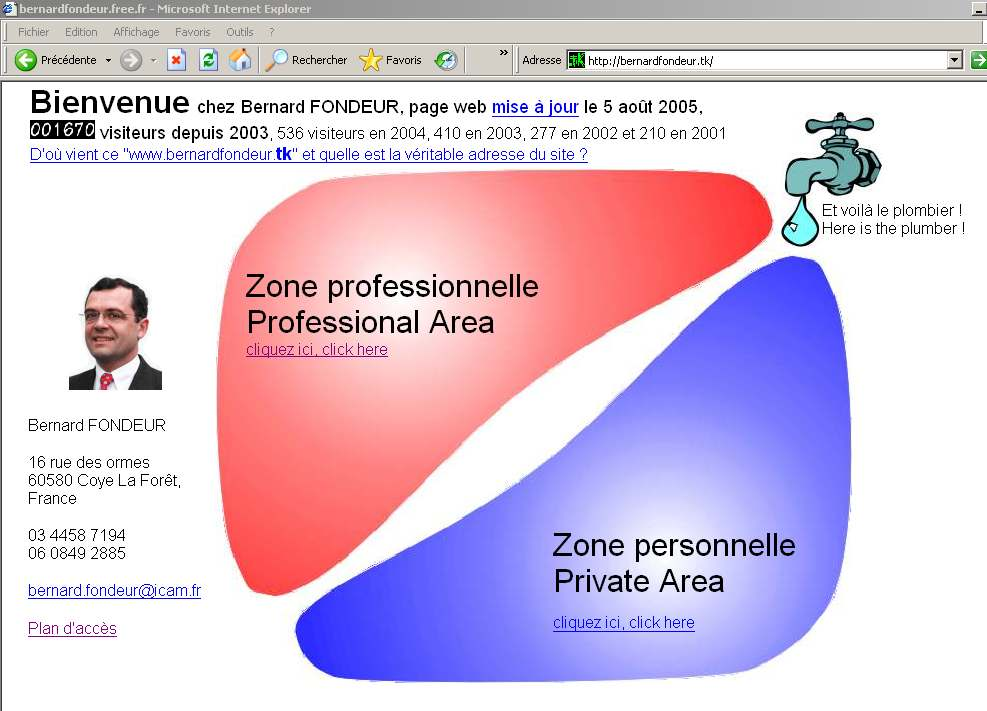 bernardfondeur.free.fr - Microsoft Internet Explorer
Fichier Edition Affichage Favoris Outils ?
Précédente Rechercher Favoris » Adresse http://bernardfondeur.tk/
Bienvenue chez Bernard FONDEUR, page web mise à jour le 5 août 2005,
001670 visiteurs depuis 2003, 536 visiteurs en 2004, 410 en 2003, 277 en 2002 et 210 en 2001
D'où vient ce "www.bernardfondeur.tk" et quelle est la véritable adresse du site ?
Et voilà le plombier !
Here is the plumber !
Zone professionnelle
Professional Area
cliquez ici, click here
Bernard FONDEUR
16 rue des ormes
60580 Coye La Forêt,
France
03 4458 7194
06 0849 2885
bernard.fondeur@icam.fr
Plan d'accès
Zone personnelle
Private Area
cliquez ici, click here